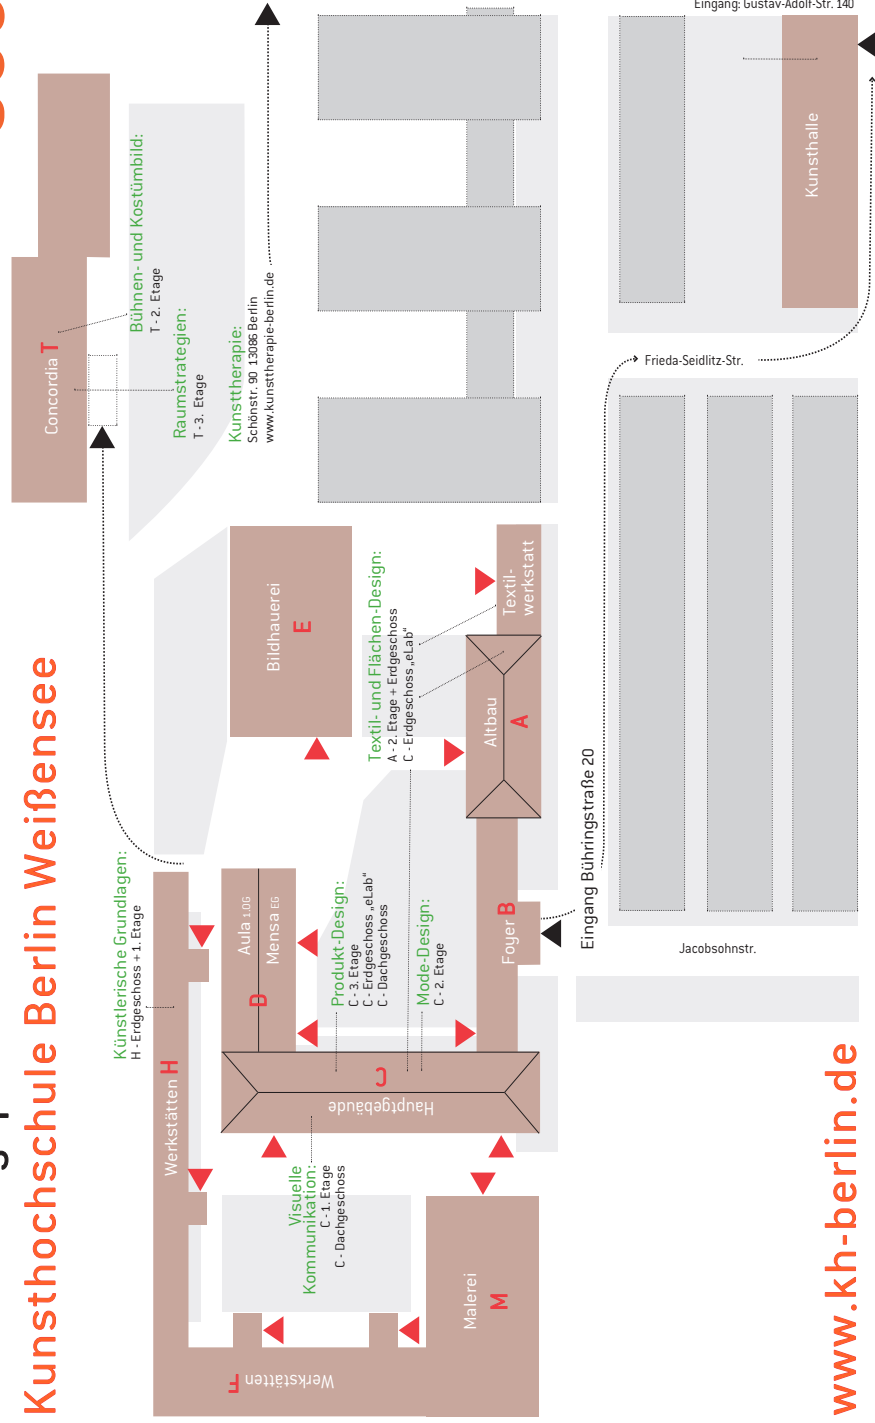 Kunsthochschule Berlin Weißensee
Künstlerische Grundlagen:
H - Erdgeschoss + 1. Etage
Werkstätten H
Concordia T
Bühnen- und Kostümbild:
T - 2. Etage
Raumstrategien:
T - 3. Etage
Kunsttherapie:
Schönstr. 90 13086 Berlin
www.kunsttherapie-berlin.de
Aula 1.OG
D
Mensa EG
Bildhauerei
E
Visuelle
Kommunikation:
C - 1. Etage
C - Dachgeschoss
Hauptgebäude
C
Produkt-Design:
C - 3. Etage
C - Erdgeschoss „eLab“
C - Dachgeschoss
Mode-Design:
C - 2. Etage
Textil- und Flächen-Design:
A - 2. Etage + Erdgeschoss
C - Erdgeschoss „eLab“
Werkstätten F
Malerei
M
Foyer B
Altbau
A
Textil-
werkstatt
Eingang Bühringstraße 20
Jacobsohnstr.
Frieda-Seidlitz-Str.
Kunsthalle
Eingang: Gustav-Adolf-Str. 140
www.kh-berlin.de